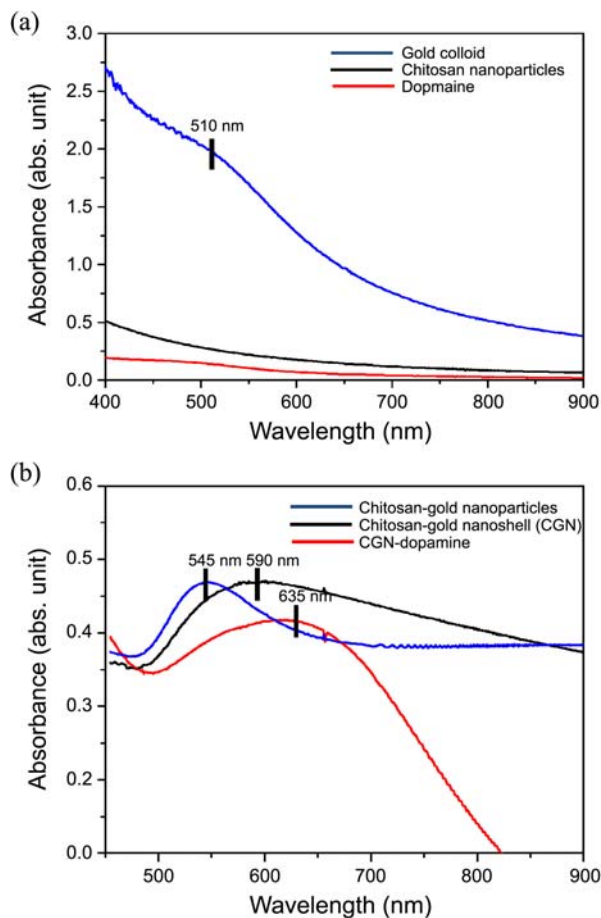 (a)
3.0
2.5
2.0
1.5
1.0
0.5
0.0
Absorbance (abs. unit)
Gold colloid
Chitosan nanoparticles
Dopmaine
510 nm
400 500 600 700 800 900
Wavelength (nm)
(b)
0.6
0.5
0.4
0.3
0.2
0.1
0.0
Absorbance (abs. unit)
Chitosan-gold nanoparticles
Chitosan-gold nanoshell (CGN)
CGN-dopamine
545 nm 590 nm
635 nm
500 600 700 800 900
Wavelength (nm)